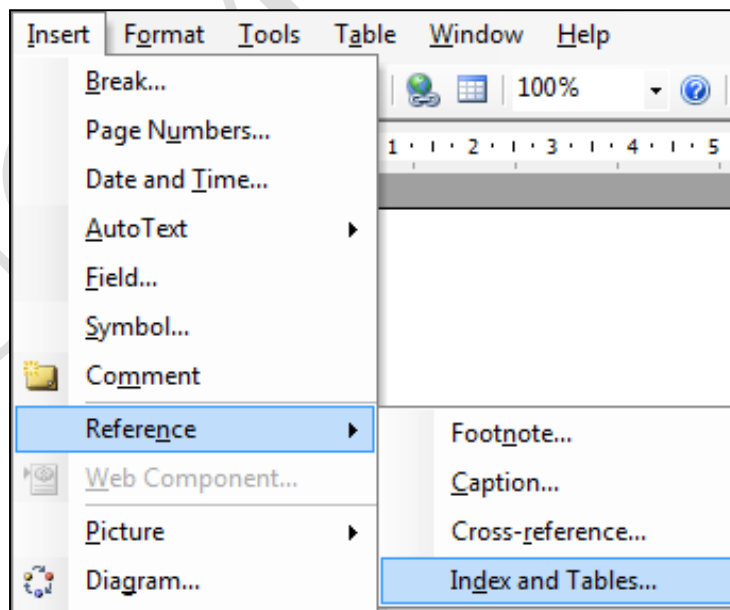 Insert Format Tools Table Window Help
Break...
100%
Page Numbers...
1 2 3 4 5
Date and Time...
AutoText
Field...
Symbol...
Comment
Reference
Footnote...
Web Component...
Caption...
Picture
Cross-reference...
Diagram...
Index and Tables...